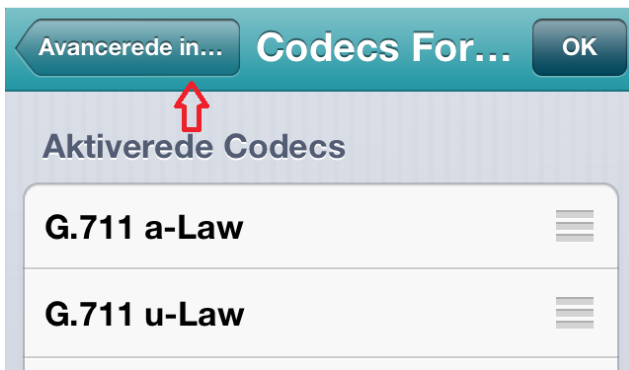 Avancerede in... Codecs For... OK
Aktiverede Codecs
G.711 a-Law
G.711 u-Law